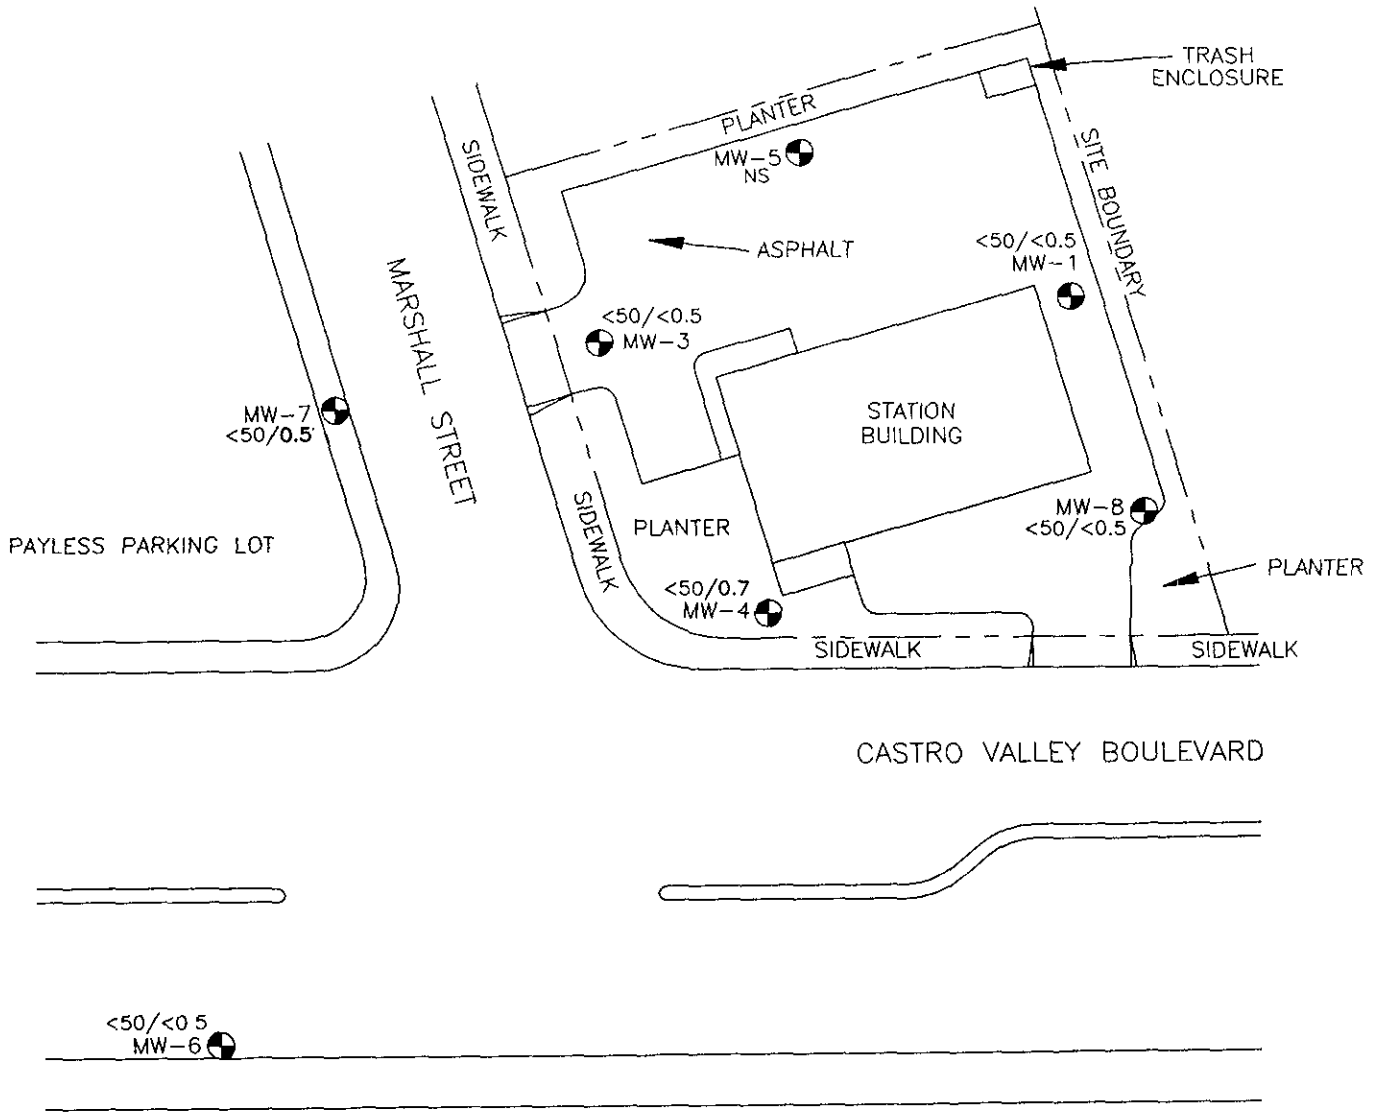 TRASH
ENCLOSURE
PLANTER
SIDEWALK
MW-5
NS
SITE BOUNDARY
<50/<0.5
MW-1
ASPHALT
MARSHALL STREET
<50/<0.5
MW-3
MW-7
<50/0.5
STATION
BUILDING
SIDEWALK
PLANTER
MW-8
<50/<0.5
PAYLESS PARKING LOT
PLANTER
<50/0.7
MW-4
SIDEWALK
SIDEWALK
CASTRO VALLEY BOULEVARD
<50/<0 5
MW-6